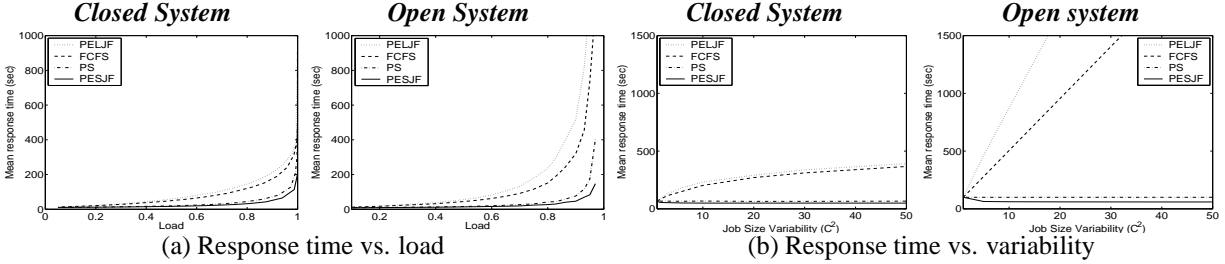 Closed System
Open System
Closed System
Open system
1000
800
600
400
200
0
Mean response time (sec)
PELJF
FCFS
PS
PESJF
0
0.2
0.4
0.6
0.8
1
Load
1000
800
600
400
200
0
Mean response time (sec)
PELJF
FCFS
PS
PESJF
0.2
0.4
0.6
0.8
1
Load
(a) Response time vs. load
1500
1000
500
0
Mean response time (sec)
PELJF
FCFS
PS
PESJF
10
20
30
40
50
Job Size Variability (C²)
1500
1000
500
0
Mean response time (sec)
PELJF
FCFS
PS
PESJF
10
20
30
40
50
Job Size Variability (C²)
(b) Response time vs. variability